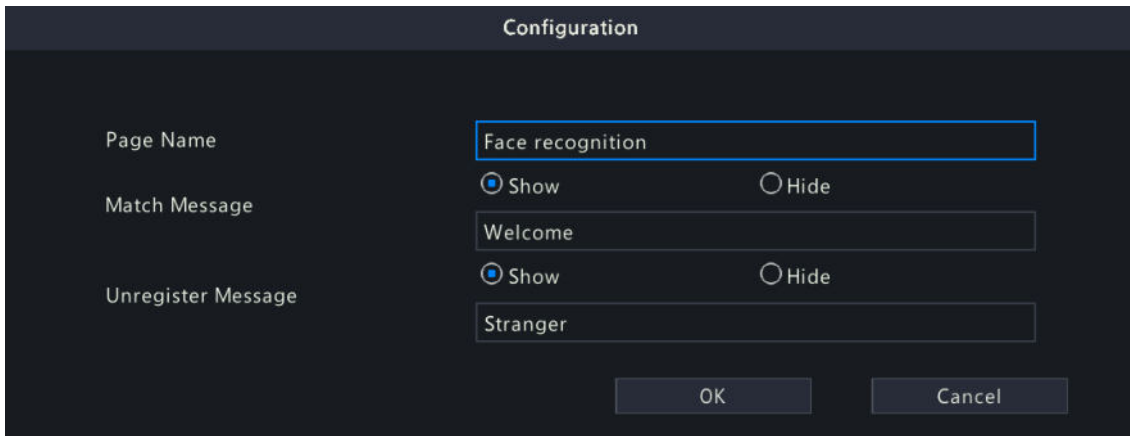 Configuration
Page Name
Face recognition
Match Message
Show
Hide
Welcome
Unregister Message
Show
Hide
Stranger
OK
Cancel